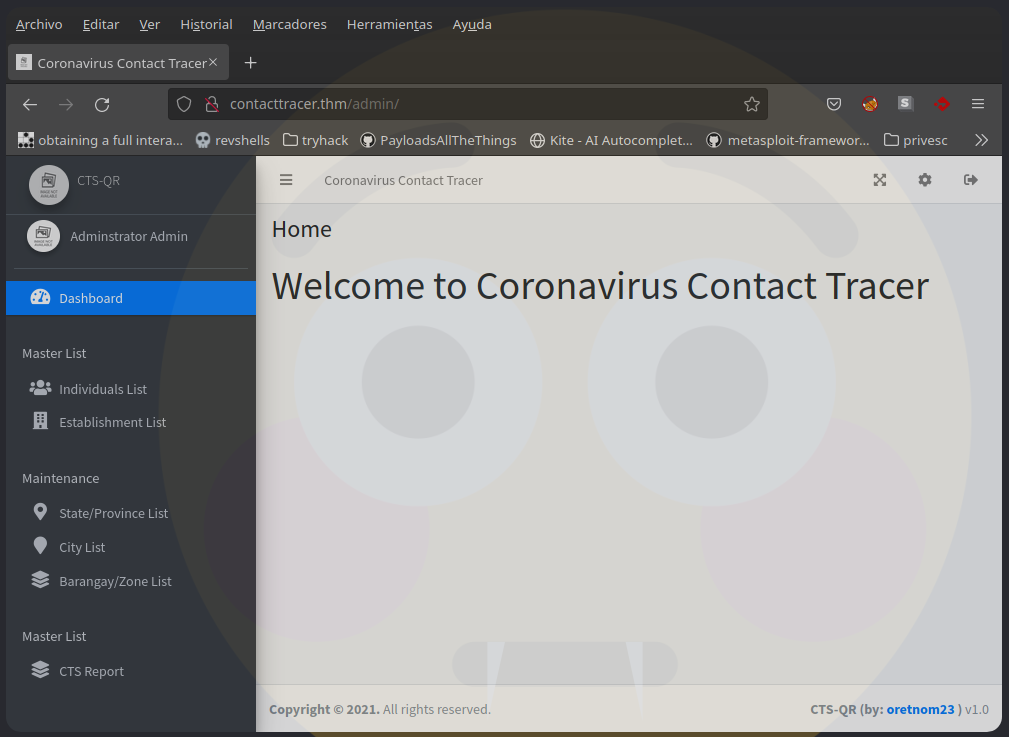 Archivo Editar Ver Historial Marcadores Herramientas Ayuda
Coronavirus Contact Tracer
contacttracer.thm/admin/
obtaining a full intera... revshells tryhack PayloadsAllTheThings Kite - AI Autocomplet... metasploit-framewor... privesc
CTS-QR
Coronavirus Contact Tracer
Adminstrator Admin
Home
Welcome to Coronavirus Contact Tracer
Dashboard
Master List
Individuals List
Establishment List
Maintenance
State/Province List
City List
Barangay/Zone List
Master List
CTS Report
Copyright © 2021. All rights reserved.
CTS-QR (by: oretnom23 ) v1.0